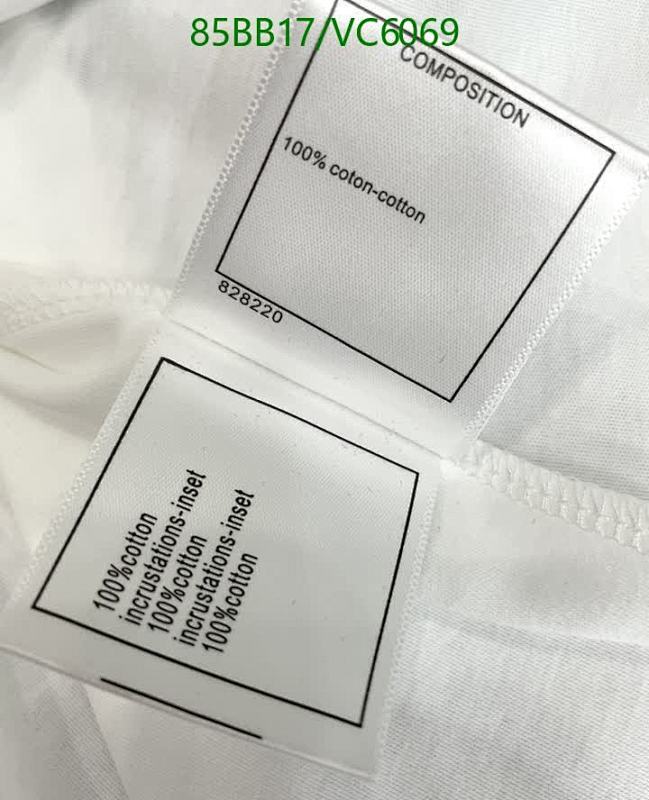 85BB17/VC6069
COMPOSITION
100% coton-cotton
828220
100%cotton
incrustations-inset
100%cotton
incrustations-inset
100%cotton